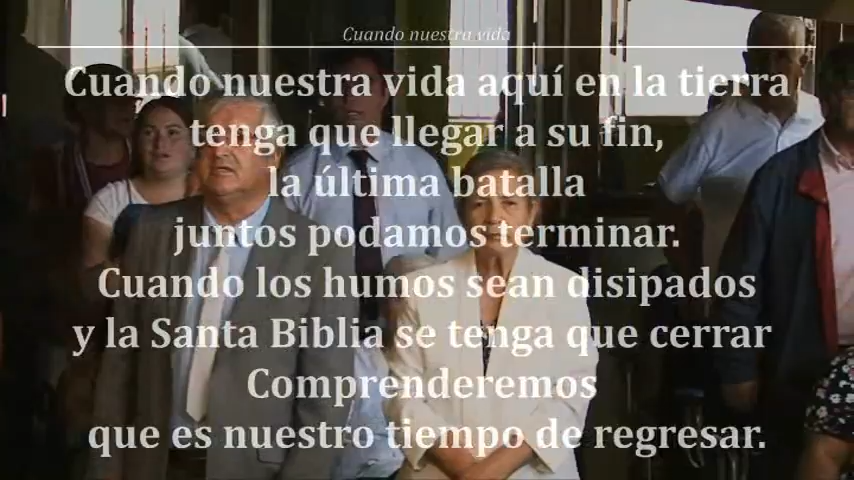 Cuando nuestra vida
Cuando nuestra vida aquí en la tierra
tenga que llegar a su fin,
la última batalla
juntos podamos terminar.
Cuando los humos sean disipados
y la Santa Biblia se tenga que cerrar
Comprenderemos
que es nuestro tiempo de regresar.